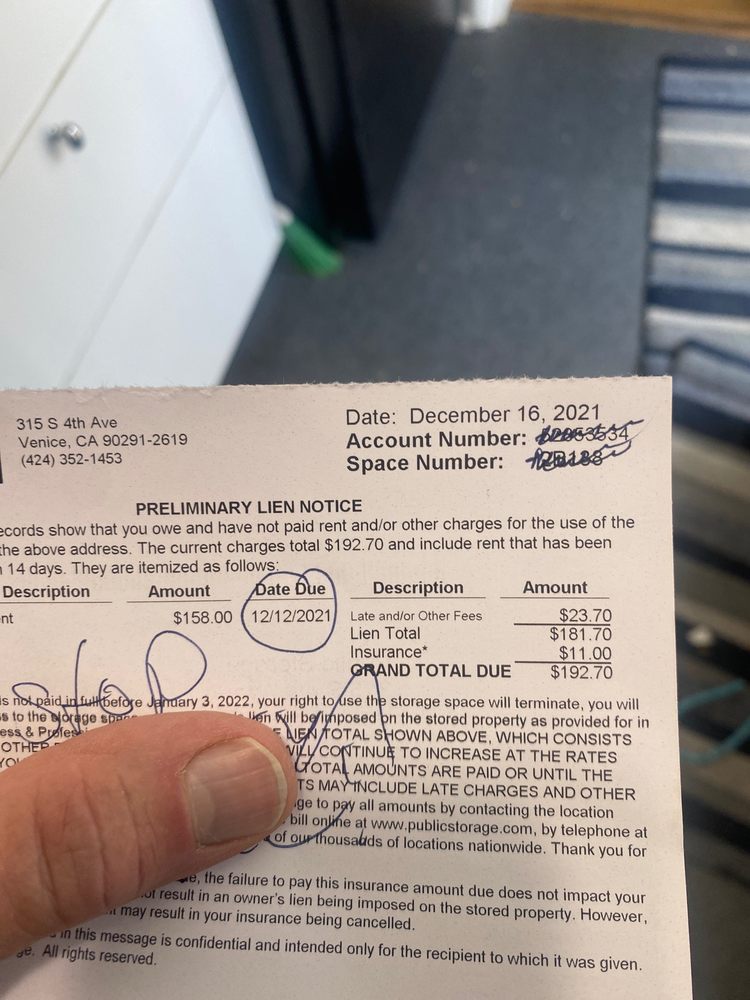 315 S 4th Ave
Venice, CA 90291-2619
(424) 352-1453
Date: December 16, 2021
Account Number:
Space Number:
PRELIMINARY LIEN NOTICE
ecords show that you owe and have not paid rent and/or other charges for the use of the
the above address. The current charges total $192.70 and include rent that has been
14 days. They are itemized as follows:
Description Amount Date Due Description Amount
nt $158.00 12/12/2021 Late and/or Other Fees $23.70
Lien Total $181.70
Insurance* $11.00
GRAND TOTAL DUE $192.70
Stop
is not paid in full before January 3, 2022, your right to use the storage space will terminate, you will
s to the storage spac lien will be imposed on the stored property as provided for in
ess & Profes E LIEN TOTAL SHOWN ABOVE, WHICH CONSISTS
OTHER WILL CONTINUE TO INCREASE AT THE RATES
YOU TOTAL AMOUNTS ARE PAID OR UNTIL THE
TS MAY INCLUDE LATE CHARGES AND OTHER
ge to pay all amounts by contacting the location
bill online at www.publicstorage.com, by telephone at
of our thousands of locations nationwide. Thank you for
e, the failure to pay this insurance amount due does not impact your
ot result in an owner's lien being imposed on the stored property. However,
it may result in your insurance being cancelled.
in this message is confidential and intended only for the recipient to which it was given.
ge. All rights reserved.